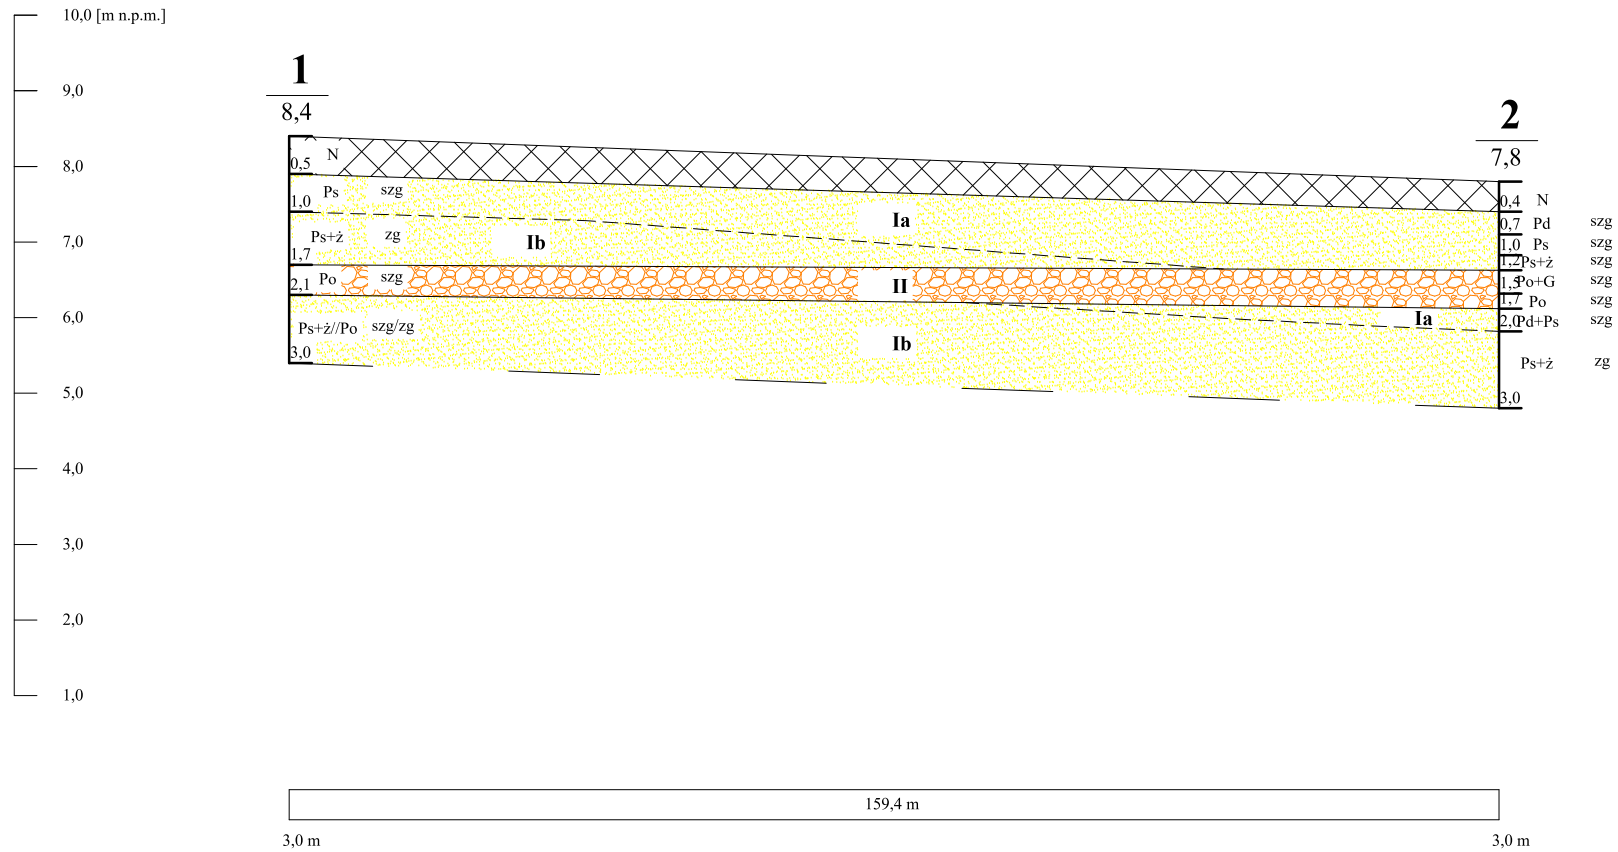 10,0 [m n.p.m.]
9,0
8,0
7,0
6,0
5,0
4,0
3,0
2,0
1,0
1
8,4
0,5 N
1,0 Ps szg
1,7 Ps+ż zg
2,1 Po szg
3,0 Ps+ż//Po szg/zg
Ia
Ib
II
Ib
Ia
2
7,8
0,4 N
0,7 Pd szg
1,0 Ps szg
1,2 Ps+ż szg
1,5 Po+G szg
1,7 Po szg
2,0 Pd+Ps szg
3,0 Ps+ż zg
159,4 m
3,0 m
3,0 m